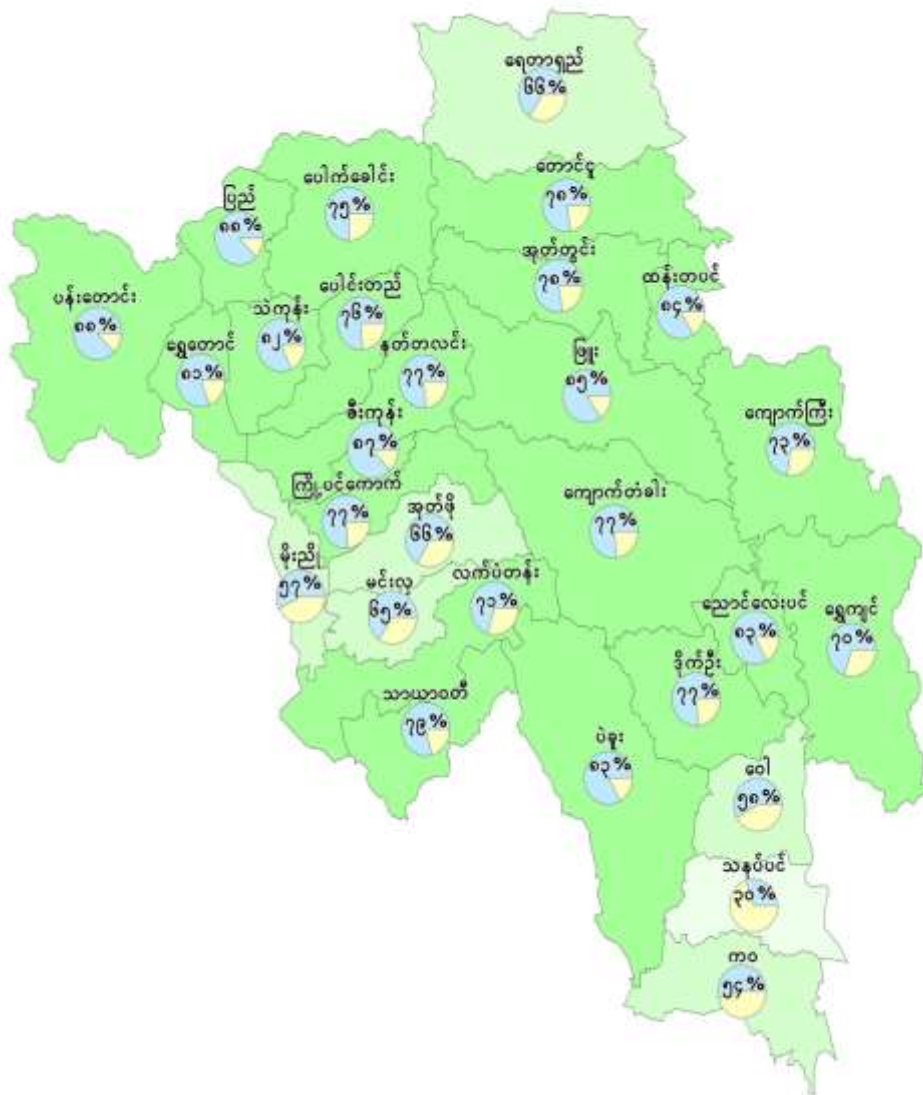 ရေတာရှည်
၆၆%
တောင်ငူ
၇၈%
ပေါက်ခေါင်း
၇၅%
ပြည်
၈၈%
အုတ်တွင်း
၇၈%
ထန်းတပင်
၈၄%
ပန်းတောင်း
၈၈%
ပေါင်းတည်
၇၆%
သဲကုန်း
၈၂%
ရွှေတောင်
၈၁%
နတ်တလင်း
၇၇%
ဖြူး
၈၅%
ကျောက်ကြီး
၇၃%
ဇီးကုန်း
၈၇%
ကြို့ပင်ကောက်
၇၇%
အုတ်ဖို
၆၆%
ကျောက်တံခါး
၇၇%
မိုးညို
၅၇%
မင်းလှ
၆၅%
လက်ပံတန်း
၇၁%
ညောင်လေးပင်
၈၃%
ရွှေကျင်
၇၀%
ဒိုက်ဦး
၇၇%
သာယာဝတီ
၇၉%
ပဲခူး
၈၃%
ဝေါ
၅၈%
သနပ်ပင်
၃၀%
ကဝ
၅၄%